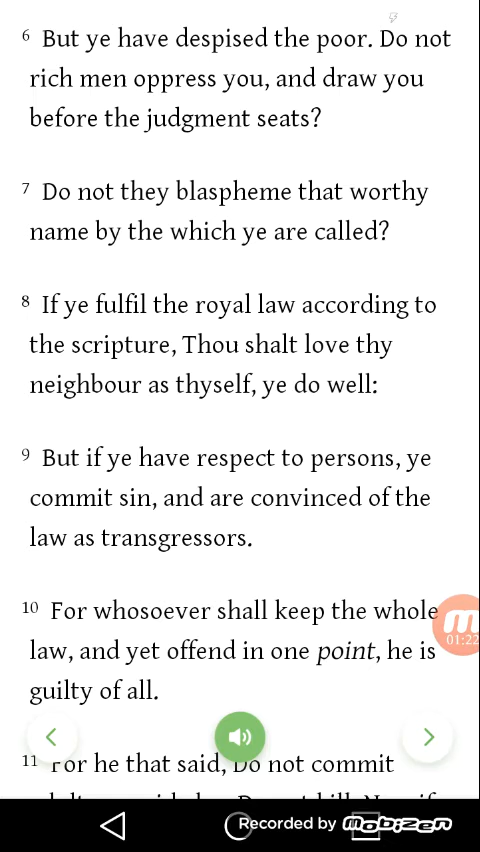 6 But ye have despised the poor. Do not
rich men oppress you, and draw you
before the judgment seats?
7 Do not they blaspheme that worthy
name by the which ye are called?
8 If ye fulfil the royal law according to
the scripture, Thou shalt love thy
neighbour as thyself, ye do well:
9 But if ye have respect to persons, ye
commit sin, and are convinced of the
law as transgressors.
10 For whosoever shall keep the whole
law, and yet offend in one point, he is
guilty of all.
01:22
11 For he that said, Do not commit
Recorded by mobizen